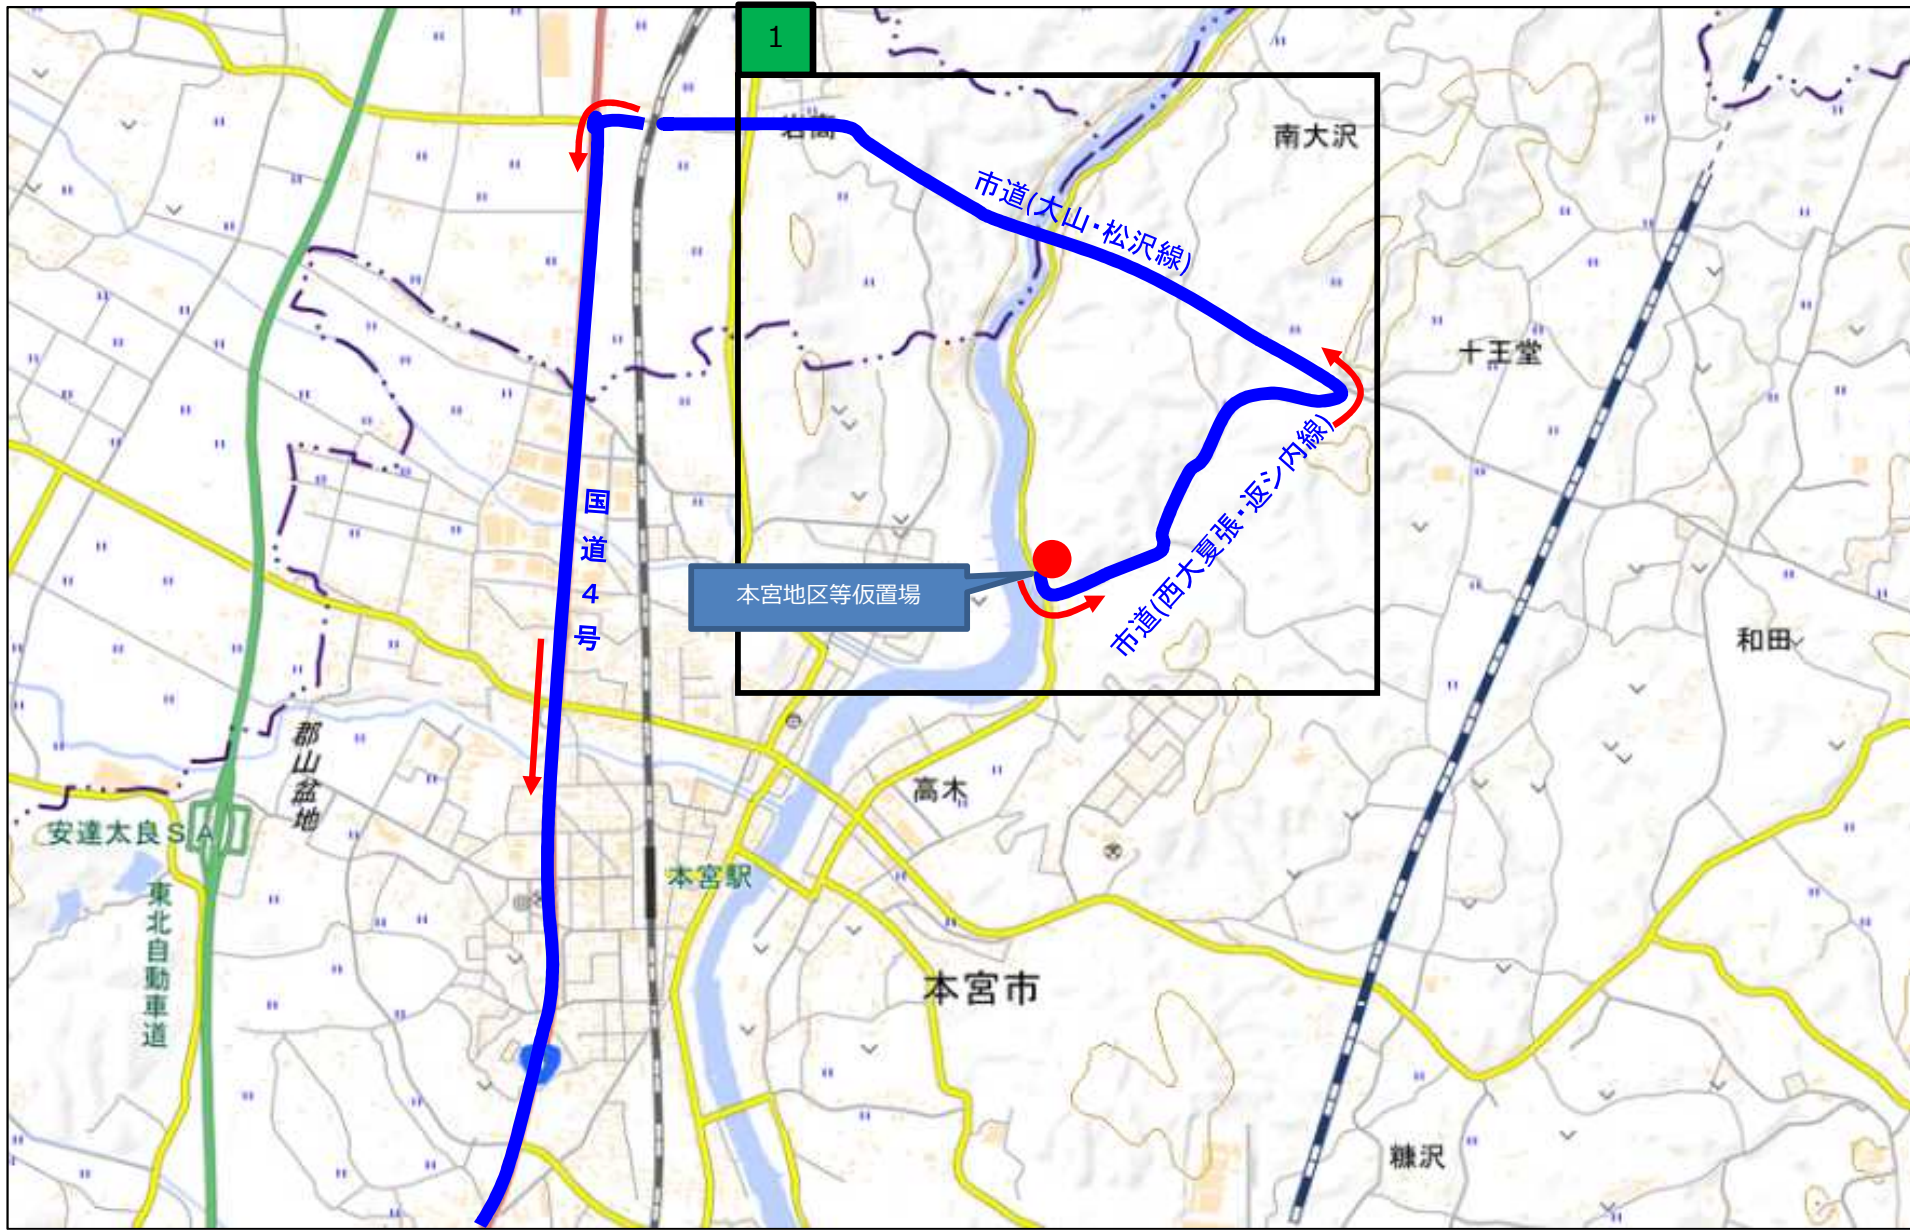 1
岩高
南大沢
市道(大山・松沢線)
十王堂
市道(西大夏張・返シ内線)
国道4号
本宮地区等仮置場
和田
郡山盆地
高木
安達太良SA
本宮駅
東北自動車道
本宮市
糠沢